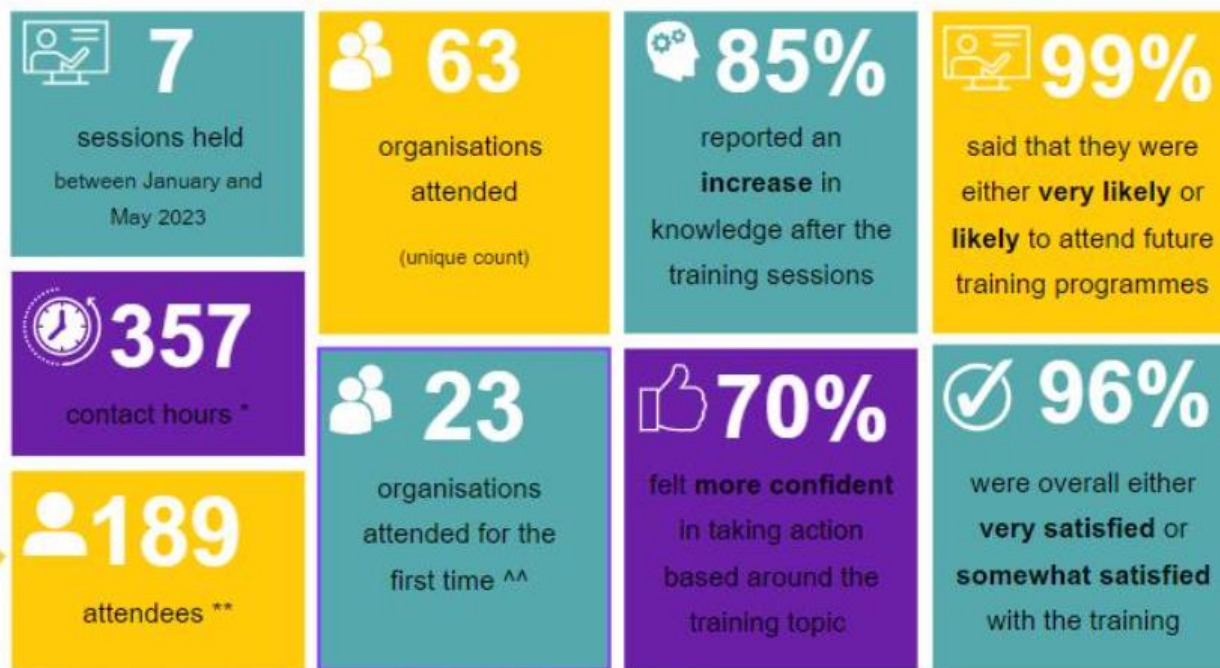 7
sessions held
between January and
May 2023
357
contact hours *
189
attendees **
63
organisations
attended
(unique count)
23
organisations
attended for the
first time ^^
85%
reported an
increase in
knowledge after the
training sessions
70%
felt more confident
in taking action
based around the
training topic
99%
said that they were
either very likely or
likely to attend future
training programmes
96%
were overall either
very satisfied or
somewhat satisfied
with the training